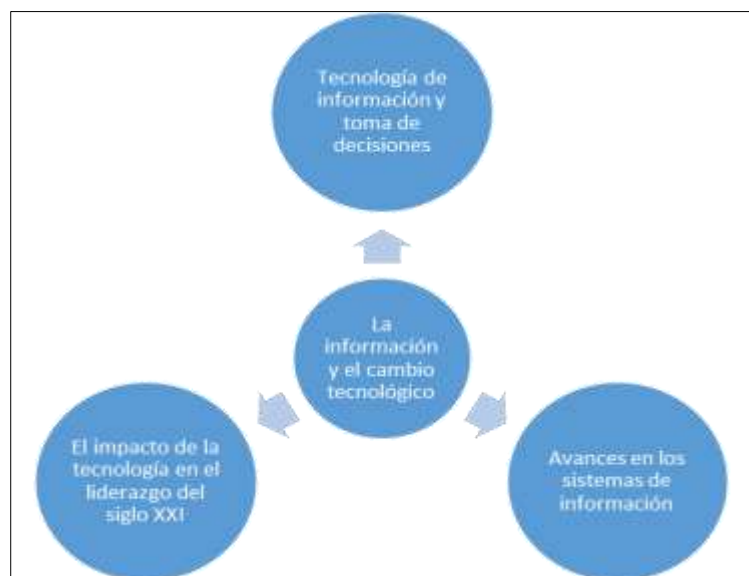 Tecnología de
información y
toma de
decisiones
La
información
y el cambio
tecnológico
El impacto de la
tecnología en el
liderazgo del
siglo XXI
Avances en los
sistemas de
información